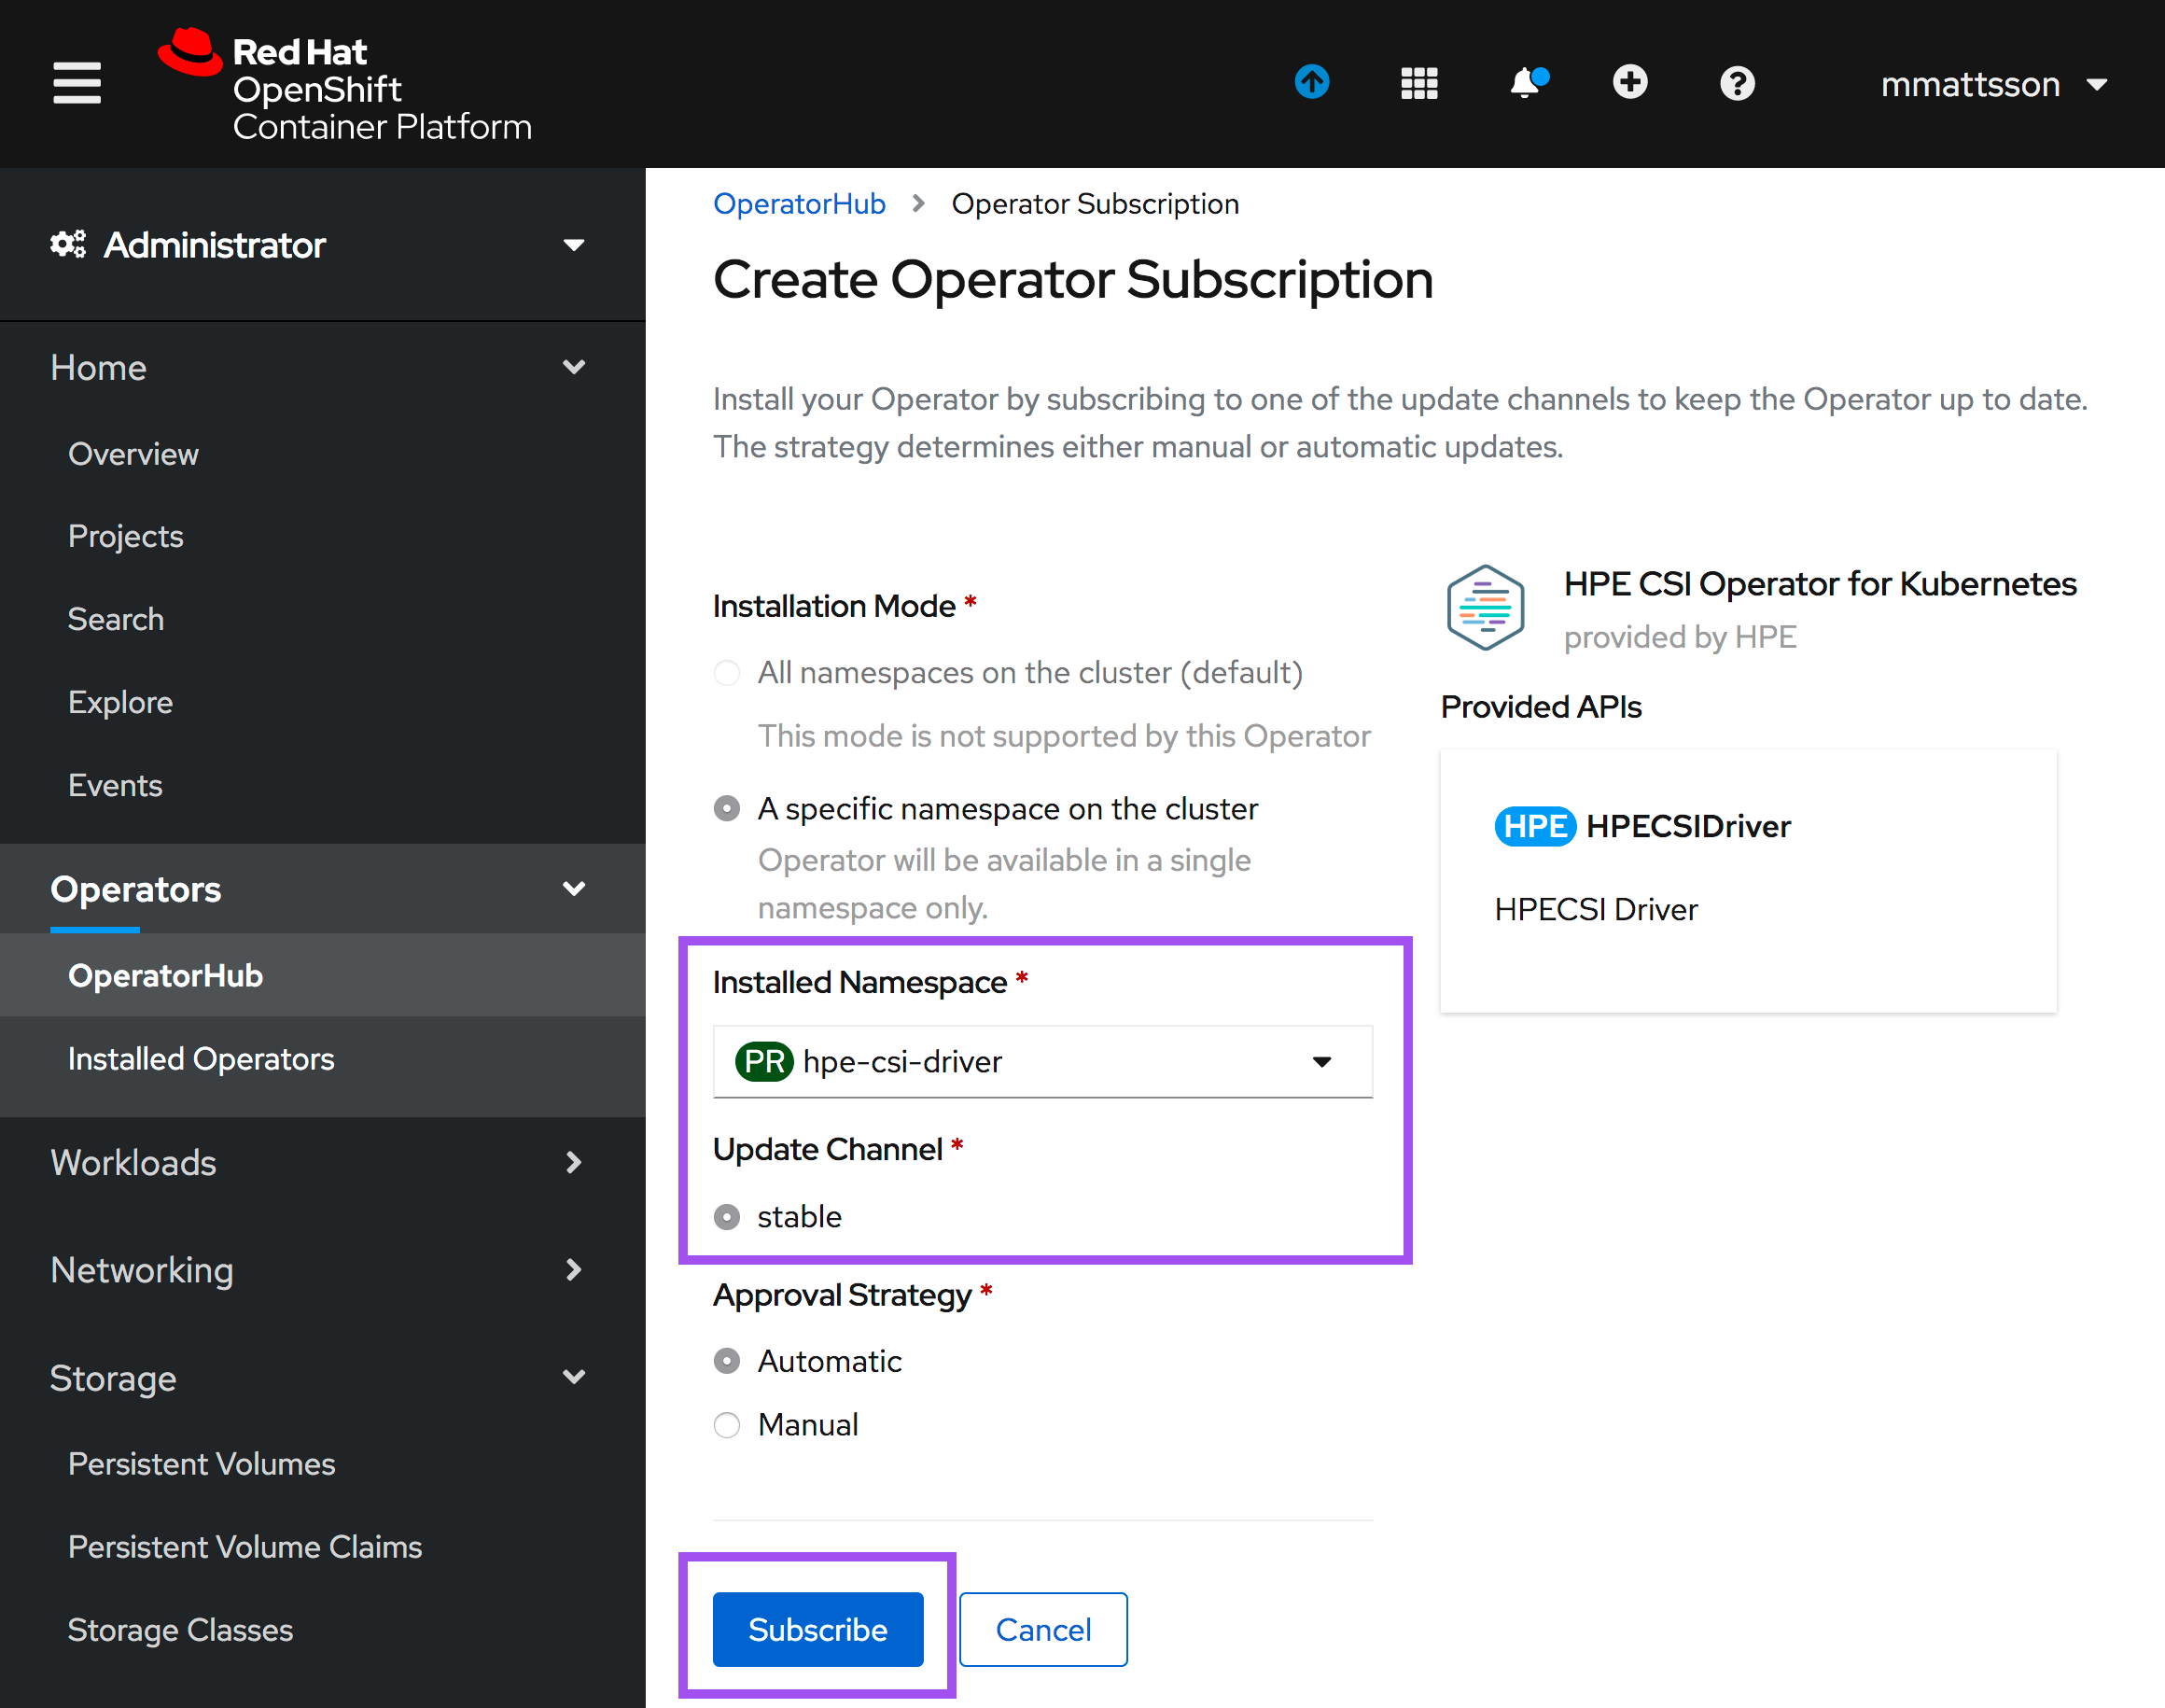 Red Hat
OpenShift
Container Platform
mmattsson
Administrator
Home
Overview
Projects
Search
Explore
Events
Operators
OperatorHub
Installed Operators
Workloads
Networking
Storage
Persistent Volumes
Persistent Volume Claims
Storage Classes
OperatorHub > Operator Subscription
Create Operator Subscription
Install your Operator by subscribing to one of the update channels to keep the Operator up to date.
The strategy determines either manual or automatic updates.
Installation Mode *
All namespaces on the cluster (default)
This mode is not supported by this Operator
A specific namespace on the cluster
Operator will be available in a single
namespace only.
Installed Namespace *
PR hpe-csi-driver
Update Channel *
stable
Approval Strategy *
Automatic
Manual
Subscribe
Cancel
HPE CSI Operator for Kubernetes
provided by HPE
Provided APIs
HPE HPECSIDriver
HPECSI Driver